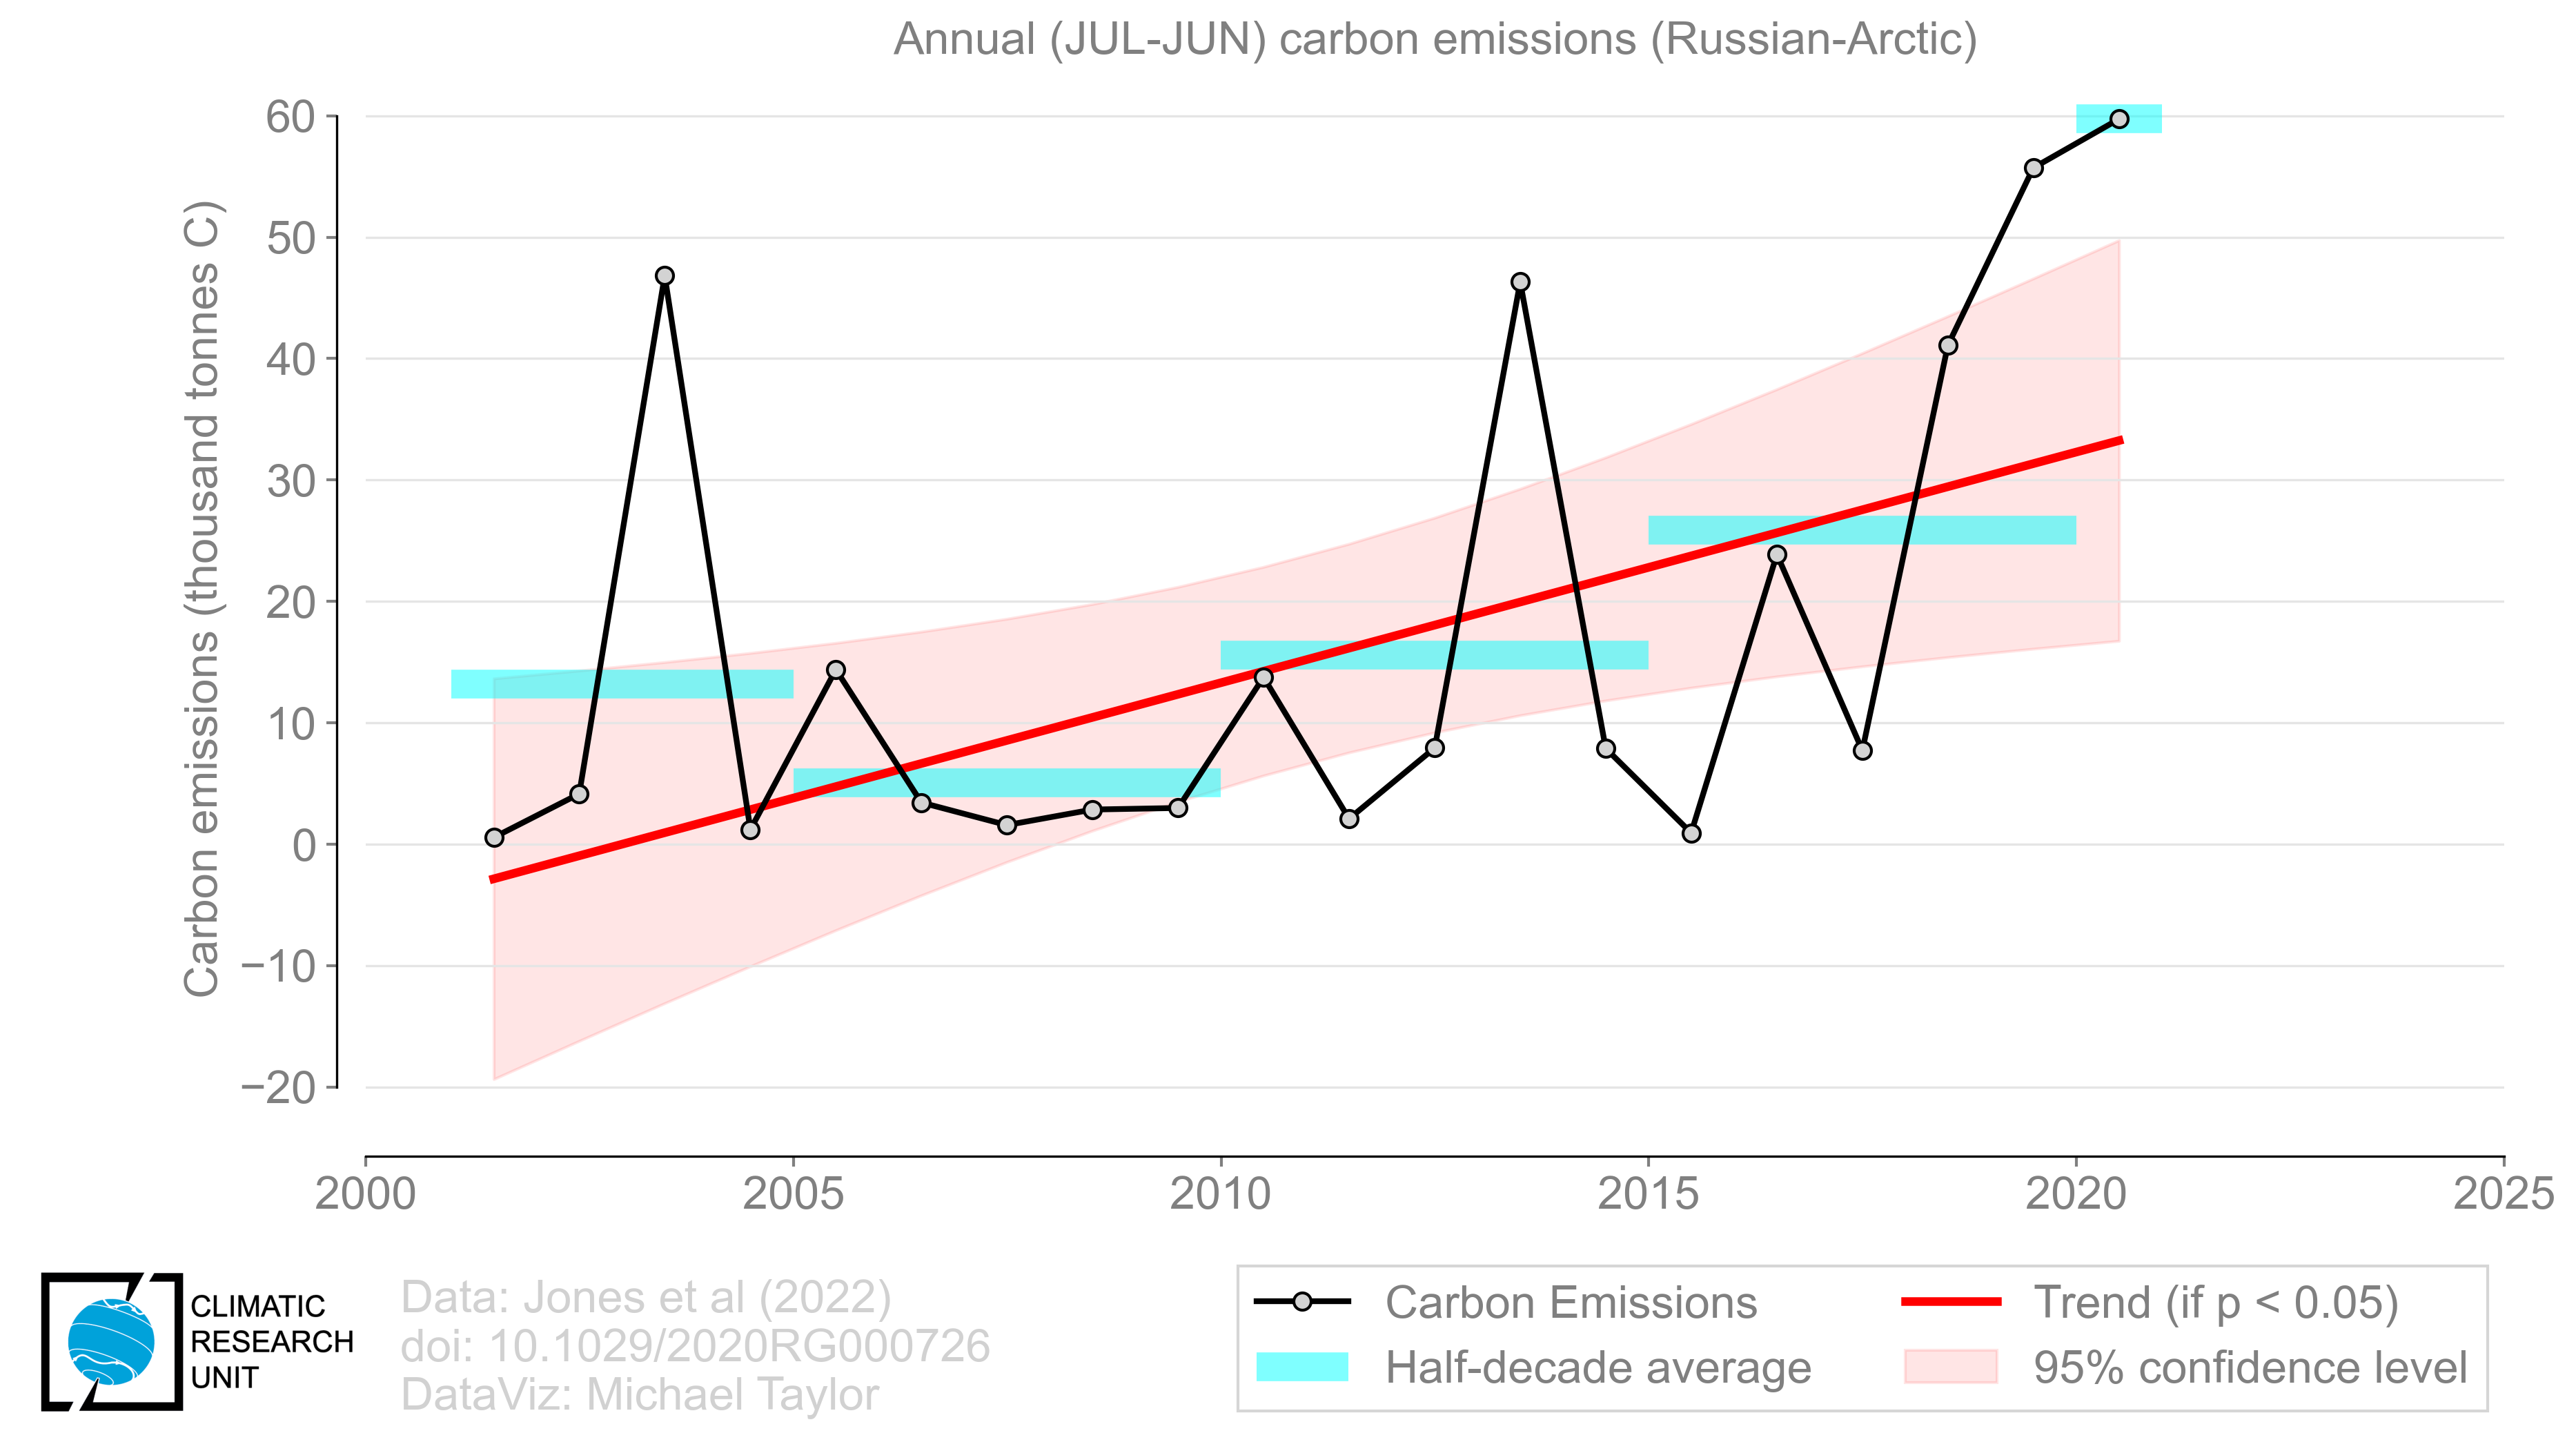 Annual (JUL-JUN) carbon emissions (Russian-Arctic)
Carbon emissions (thousand tonnes C)
60
50
40
30
20
10
0
−10
−20
2000
2005
2010
2015
2020
2025
CLIMATIC
RESEARCH
UNIT
Data: Jones et al (2022)
doi: 10.1029/2020RG000726
DataViz: Michael Taylor
Carbon Emissions
Half-decade average
Trend (if p < 0.05)
95% confidence level